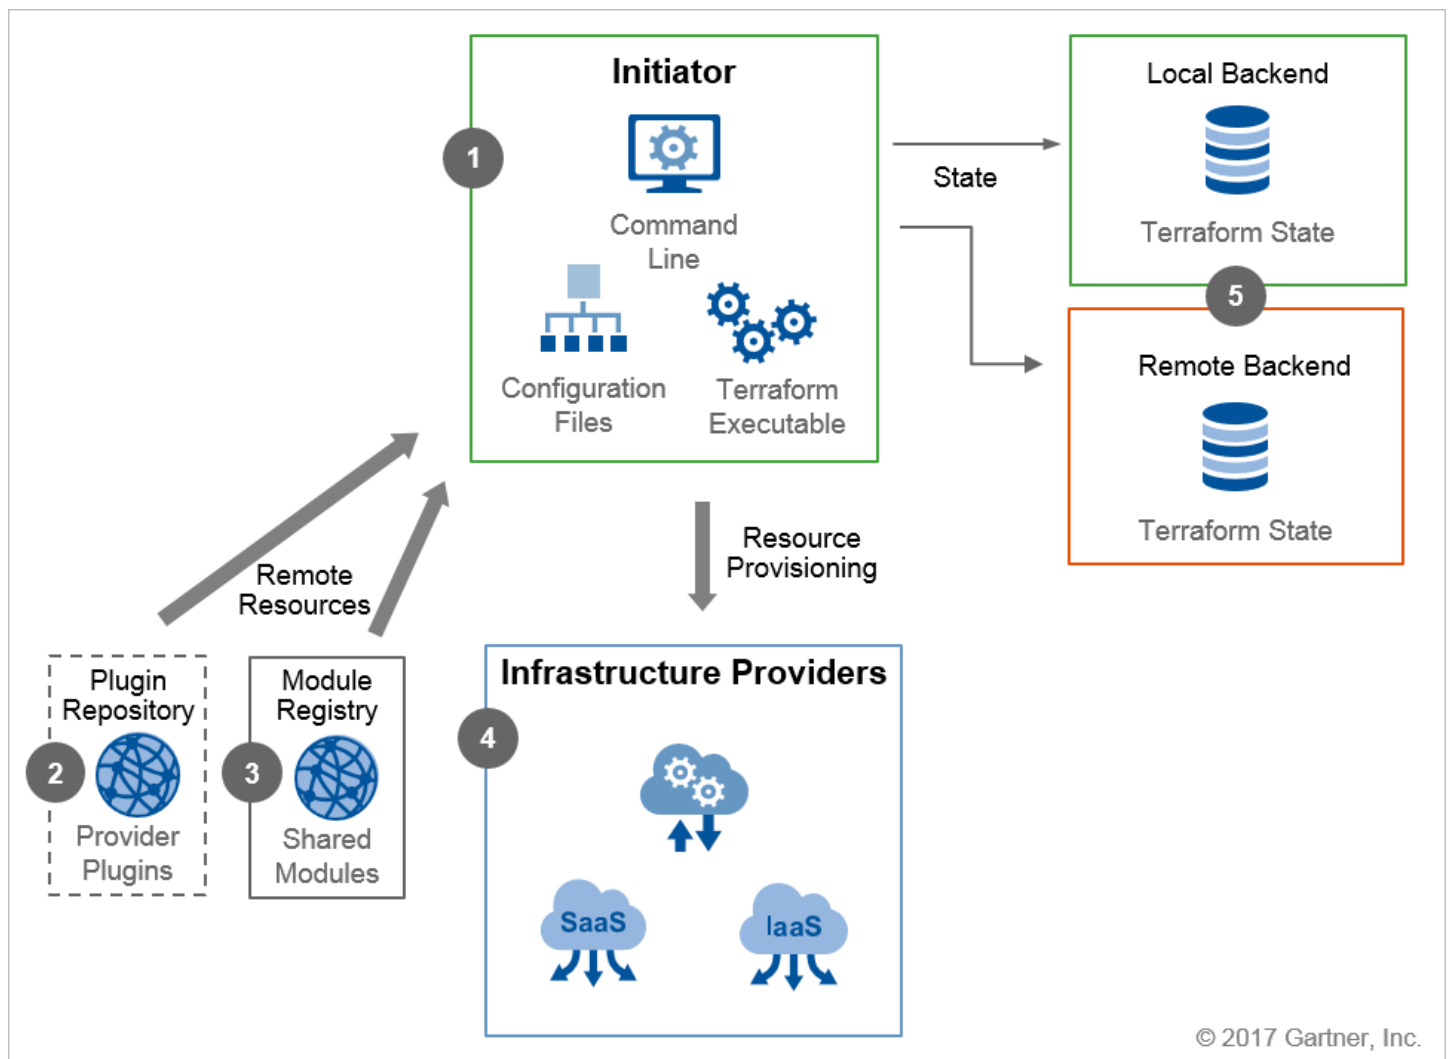 Initiator
1
Command
Line
Configuration
Files
Terraform
Executable
State
Local Backend
Terraform State
5
Remote Backend
Terraform State
Remote
Resources
Resource
Provisioning
Plugin
Repository
2
Provider
Plugins
Module
Registry
3
Shared
Modules
Infrastructure Providers
4
SaaS
IaaS
© 2017 Gartner, Inc.